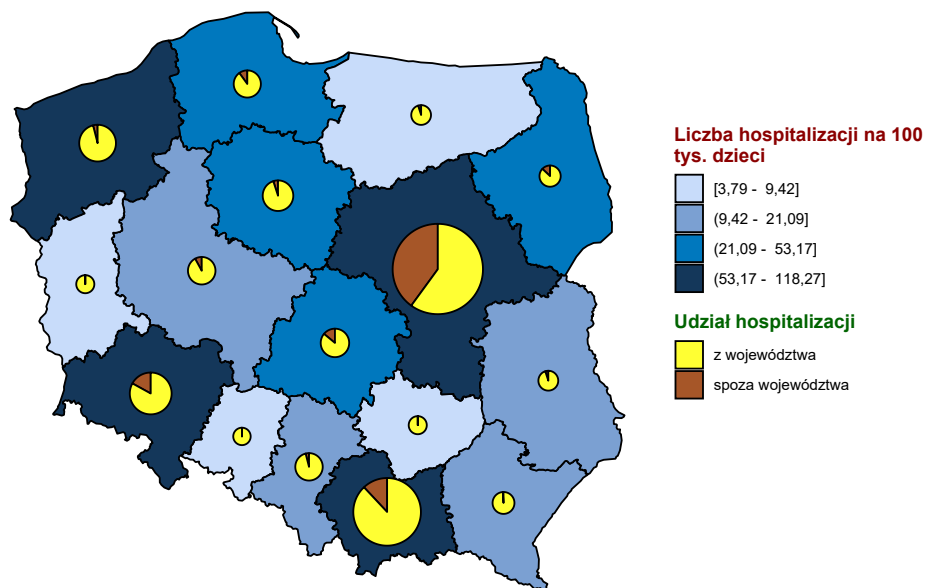 Liczba hospitalizacji na 100
tys. dzieci
[3,79 - 9,42]
(9,42 - 21,09]
(21,09 - 53,17]
(53,17 - 118,27]
Udział hospitalizacji
z województwa
spoza województwa